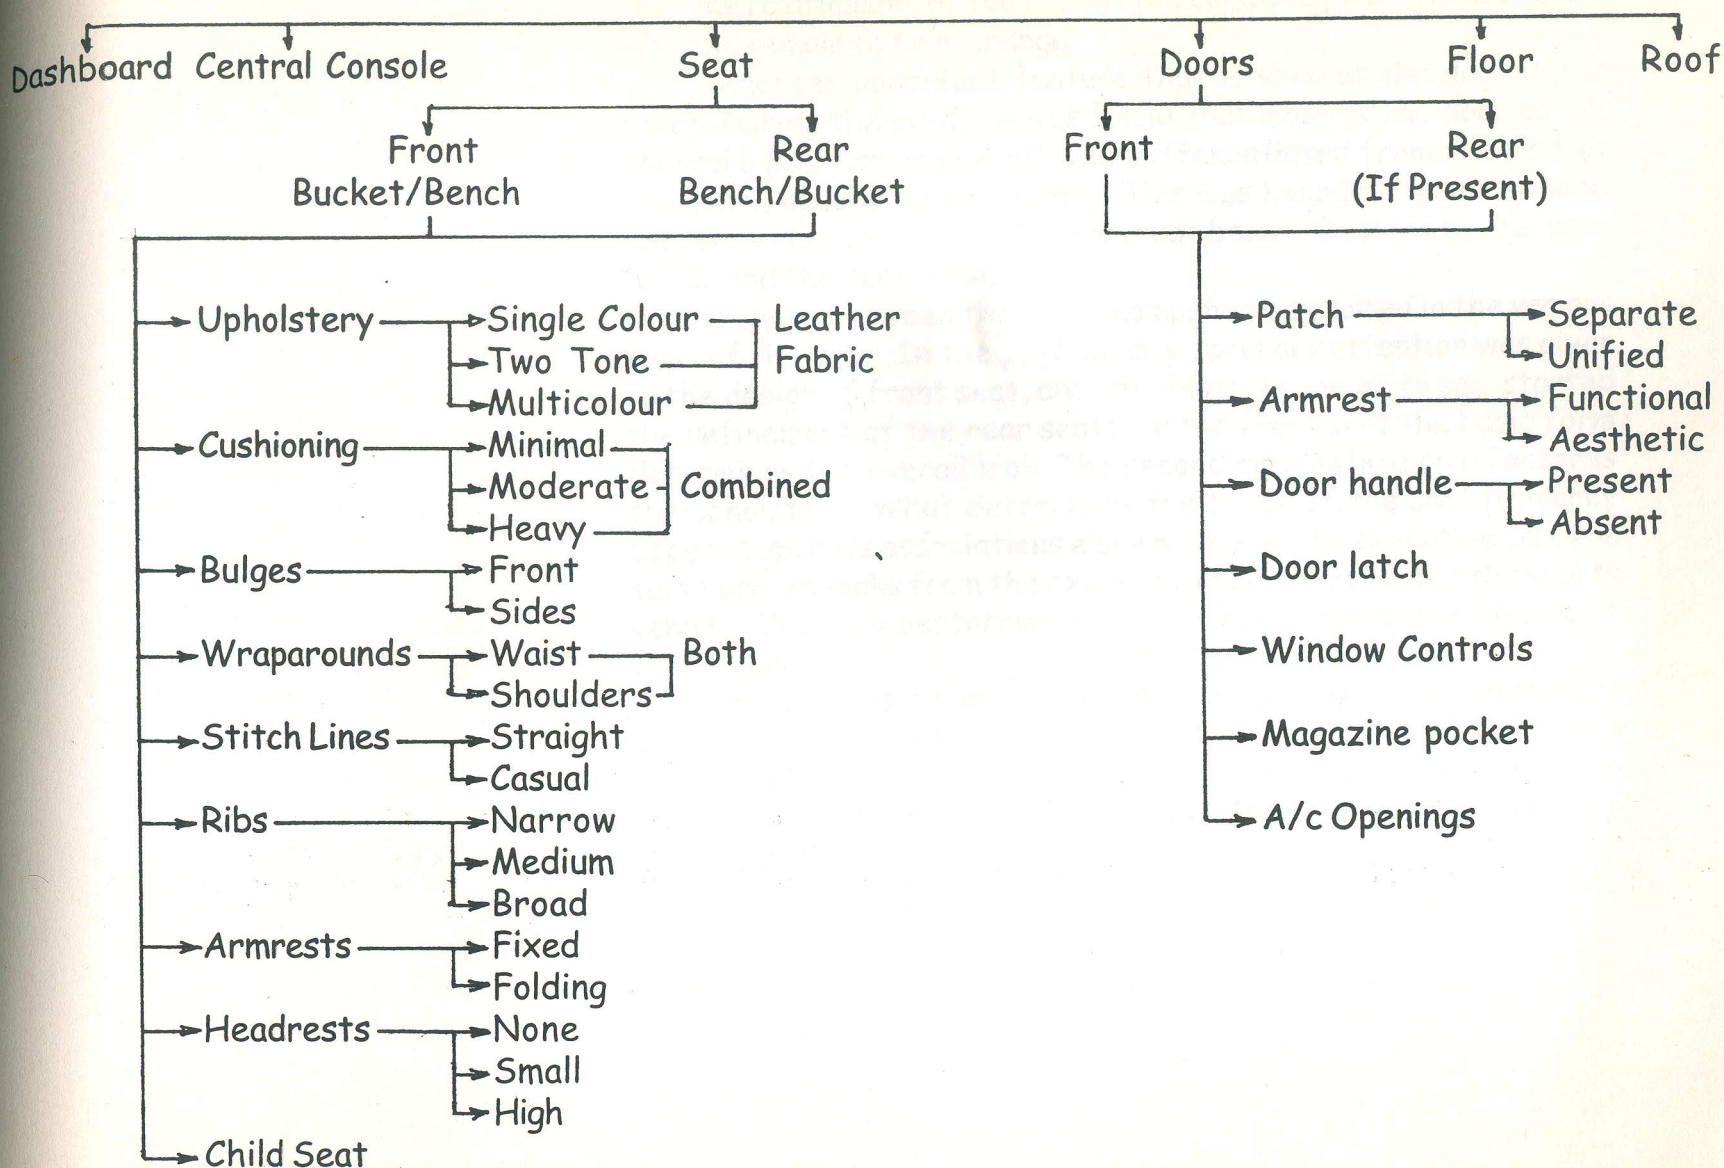 Dashboard Central Console Seat Doors Floor Roof
Front Rear Front Rear
Bucket/Bench Bench/Bucket (If Present)
Upholstery Single Colour Leather
Two Tone Fabric
Multicolour
Cushioning Minimal
Moderate Combined
Heavy
Bulges Front
Sides
Wraparounds Waist Both
Shoulders
Stitch Lines Straight
Casual
Ribs Narrow
Medium
Broad
Armrests Fixed
Folding
Headrests None
Small
High
Child Seat
Patch Separate
Unified
Armrest Functional
Aesthetic
Door handle Present
Absent
Door latch
Window Controls
Magazine pocket
A/c Openings